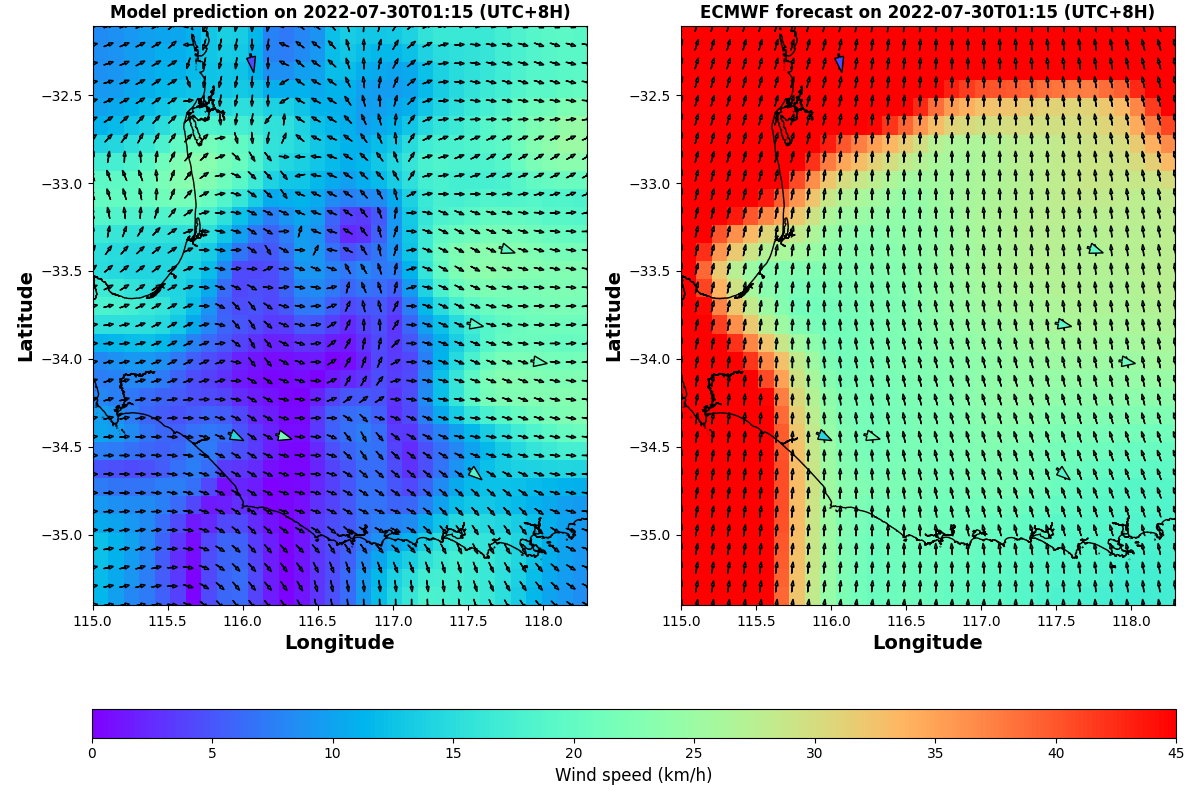 Model prediction on 2022-07-30T01:15 (UTC+8H)
ECMWF forecast on 2022-07-30T01:15 (UTC+8H)
Latitude
−32.5
−33.0
−33.5
−34.0
−34.5
−35.0
115.0 115.5 116.0 116.5 117.0 117.5 118.0
Longitude
Latitude
−32.5
−33.0
−33.5
−34.0
−34.5
−35.0
115.0 115.5 116.0 116.5 117.0 117.5 118.0
Longitude
0 5 10 15 20 25 30 35 40 45
Wind speed (km/h)